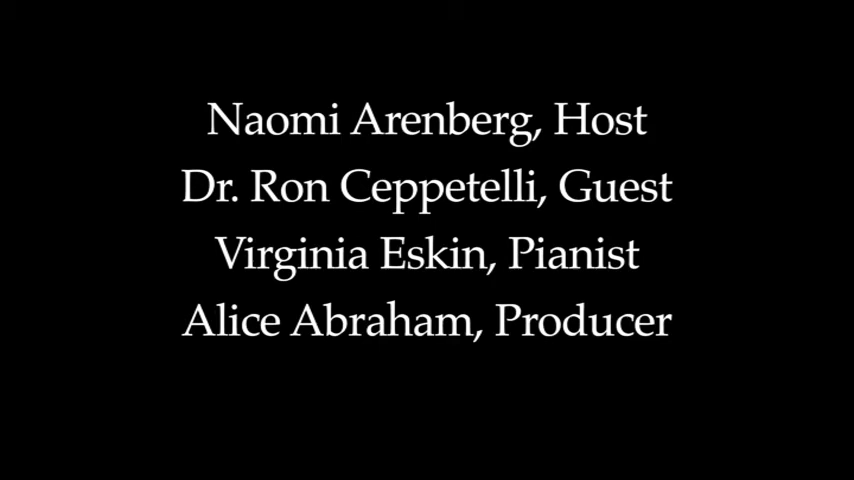 Naomi Arenberg, Host
Dr. Ron Ceppetelli, Guest
Virginia Eskin, Pianist
Alice Abraham, Producer